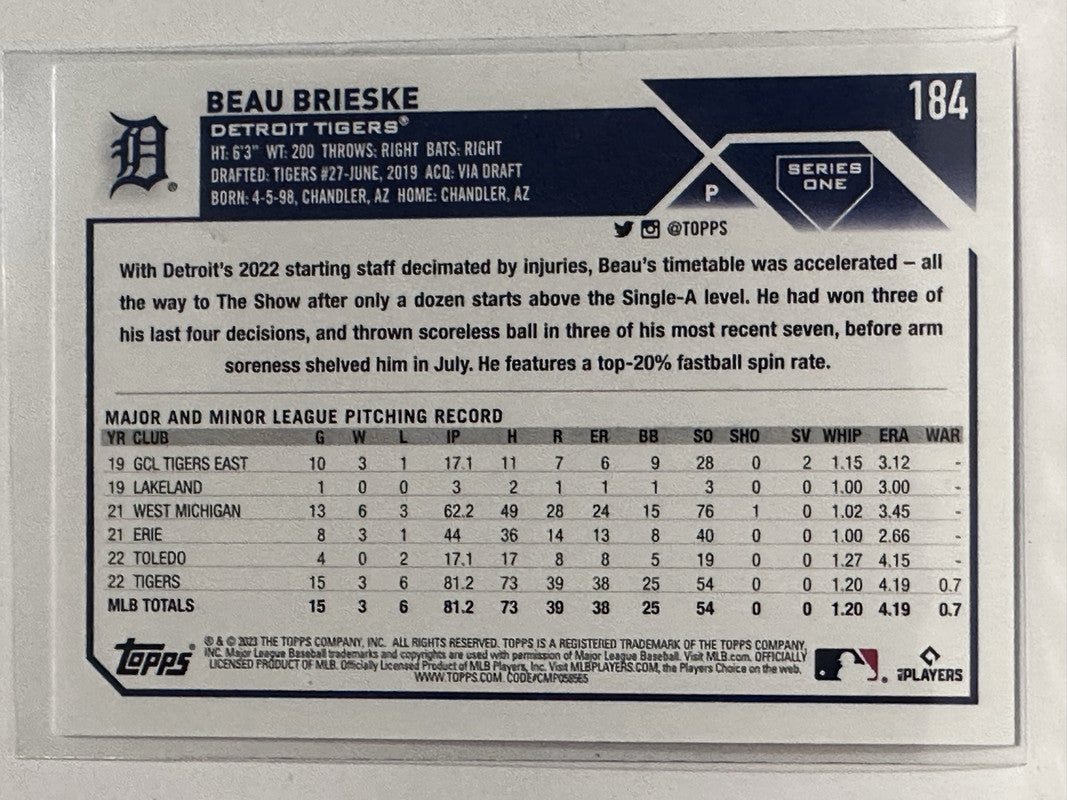 BEAU BRIESKE
184
DETROIT TIGERS®
HT: 6'3" WT: 200 THROWS: RIGHT BATS: RIGHT
DRAFTED: TIGERS #27-JUNE, 2019 ACQ: VIA DRAFT
BORN: 4-5-98, CHANDLER, AZ HOME: CHANDLER, AZ
P
SERIES
ONE
D®
@TOPPS
With Detroit's 2022 starting staff decimated by injuries, Beau's timetable was accelerated – all
the way to The Show after only a dozen starts above the Single-A level. He had won three of
his last four decisions, and thrown scoreless ball in three of his most recent seven, before arm
soreness shelved him in July. He features a top-20% fastball spin rate.
MAJOR AND MINOR LEAGUE PITCHING RECORD
YR CLUB G W L IP H R ER BB SO SHO SV WHIP ERA WAR
19 GCL TIGERS EAST 10 3 1 17.1 11 7 6 9 28 0 2 1.15 3.12 -
19 LAKELAND 1 0 0 3 2 1 1 1 3 0 0 1.00 3.00 -
21 WEST MICHIGAN 13 6 3 62.2 49 28 24 15 76 1 0 1.02 3.45 -
21 ERIE 8 3 1 44 36 14 13 8 40 0 0 1.00 2.66 -
22 TOLEDO 4 0 2 17.1 17 8 8 5 19 0 0 1.27 4.15 -
22 TIGERS 15 3 6 81.2 73 39 38 25 54 0 0 1.20 4.19 0.7
MLB TOTALS 15 3 6 81.2 73 39 38 25 54 0 0 1.20 4.19 0.7
Topps®
® & © 2023 THE TOPPS COMPANY, INC. ALL RIGHTS RESERVED. TOPPS IS A REGISTERED TRADEMARK OF THE TOPPS COMPANY,
INC. Major League Baseball trademarks and copyrights are used with permission of Major League Baseball. Visit MLB.com. OFFICIALLY
LICENSED PRODUCT OF MLB. Officially Licensed Product of MLB Players, Inc. Visit MLBPLAYERS.COM, the Players Choice on the web.
WWW.TOPPS.COM. CODE#CMP058565
PLAYERS